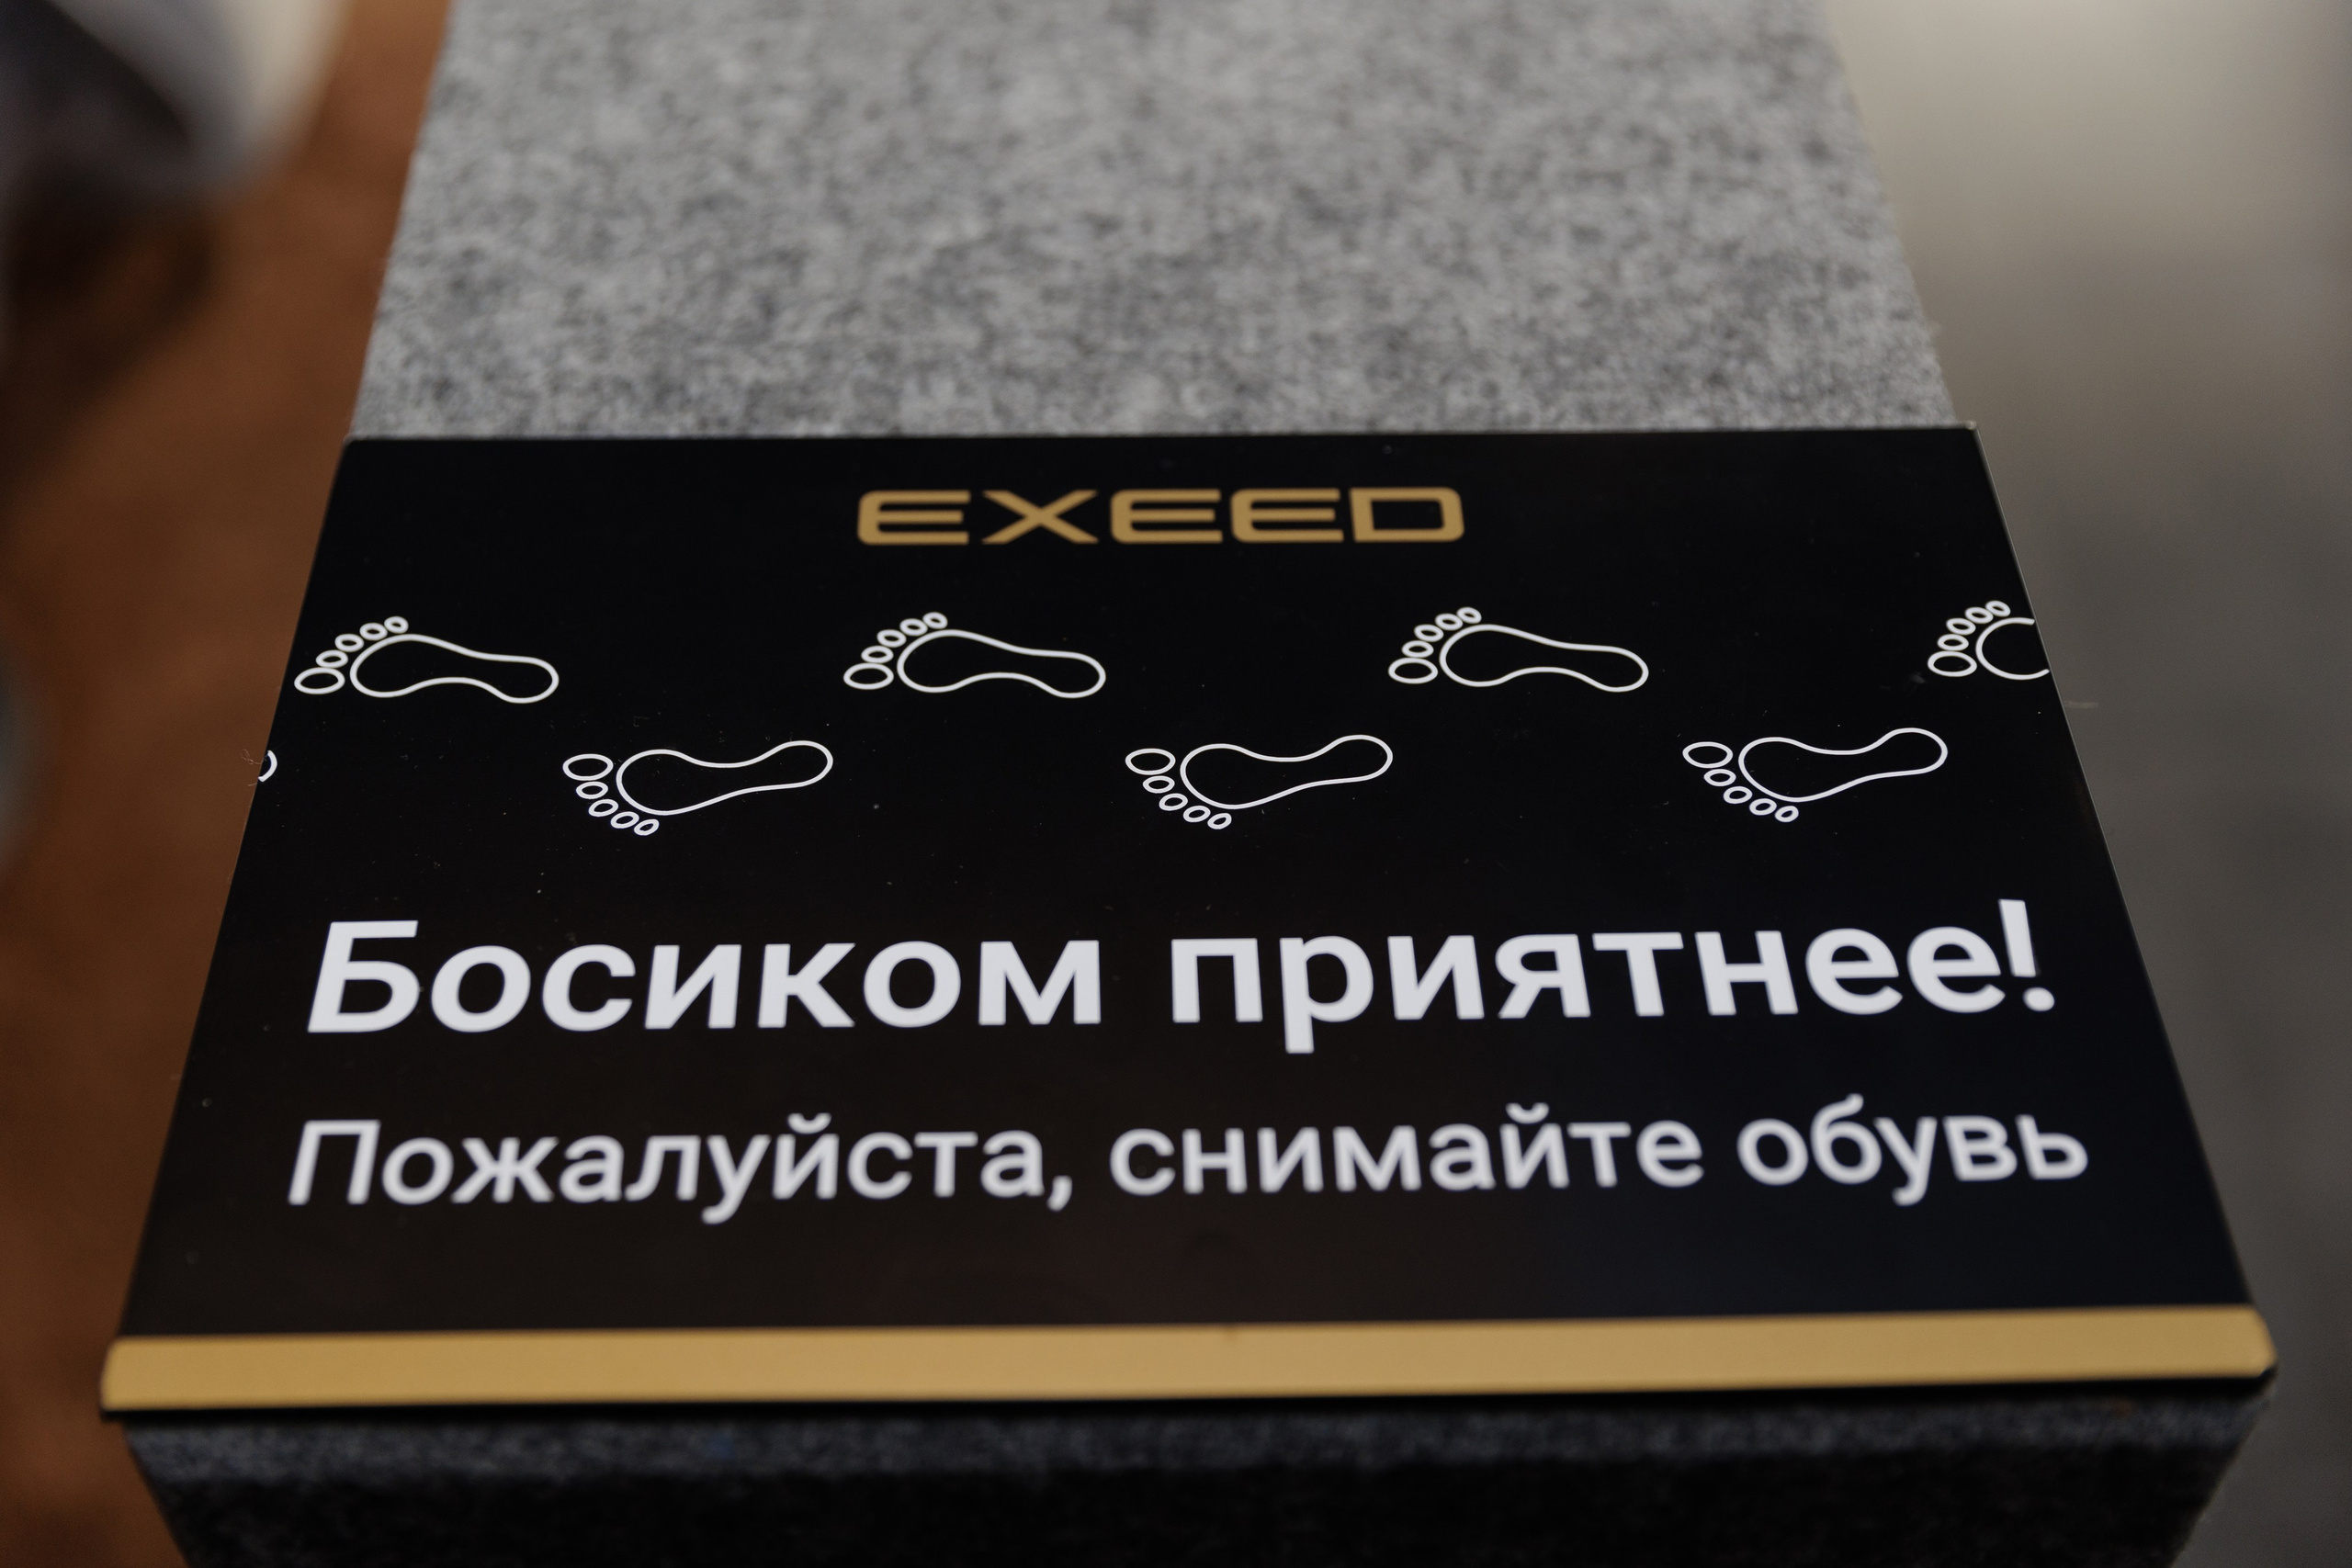 EXEED
Босиком приятнее!
Пожалуйста, снимайте обувь